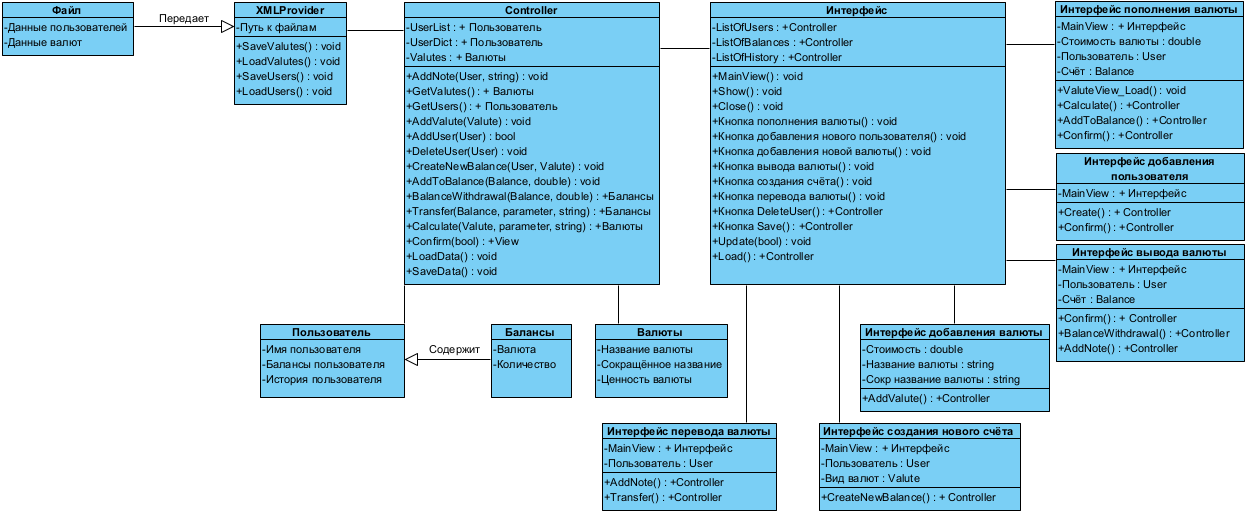 Файл
-Данные пользователей
-Данные валют
Передает
XMLProvider
-Путь к файлам
+SaveValutes() : void
+LoadValutes() : void
+SaveUsers() : void
+LoadUsers() : void
Controller
-UserList : + Пользователь
-UserDict : + Пользователь
-Valutes : + Валюты
+AddNote(User, string) : void
+GetValutes() : + Валюты
+GetUsers() : + Пользователь
+AddValute(Valute) : void
+AddUser(User) : bool
+DeleteUser(User) : void
+CreateNewBalance(User, Valute) : void
+AddToBalance(Balance, double) : void
+BalanceWithdrawal(Balance, double) : +Балансы
+Transfer(Balance, parameter, string) : +Балансы
+Calculate(Valute, parameter, string) : +Валюты
+Confirm(bool) : +View
+LoadData() : void
+SaveData() : void
Интерфейс
-ListOfUsers : +Controller
-ListOfBalances : +Controller
-ListOfHistory : +Controller
+MainView() : void
+Show() : void
+Close() : void
+Кнопка пополнения валюты() : void
+Кнопка добавления нового пользователя() : void
+Кнопка добавления новой валюты() : void
+Кнопка вывода валюты() : void
+Кнопка создания счёта() : void
+Кнопка перевода валюты() : void
+Кнопка DeleteUser() : +Controller
+Кнопка Save() : +Controller
+Update(bool) : void
+Load() : +Controller
Интерфейс пополнения валюты
-MainView : + Интерфейс
-Стоимость валюты : double
-Пользователь : User
-Счёт : Balance
+ValuteView_Load() : void
+Calculate() : +Controller
+AddToBalance() : +Controller
+Confirm() : +Controller
Интерфейс добавления
пользователя
-MainView : + Интерфейс
+Create() : + Controller
+Confirm() : +Controller
Интерфейс вывода валюты
-MainView : + Интерфейс
-Пользователь : User
-Счёт : Balance
+Confirm() : + Controller
+BalanceWithdrawal() : +Controller
+AddNote() : +Controller
Пользователь
-Имя пользователя
-Балансы пользователя
-История пользователя
Содержит
Балансы
-Валюта
-Количество
Валюты
-Название валюты
-Сокращённое название
-Ценность валюты
Интерфейс добавления валюты
-Стоимость : double
-Название валюты : string
-Сокр название валюты : string
+AddValute() : +Controller
Интерфейс перевода валюты
-MainView : + Интерфейс
-Пользователь : User
+AddNote() : +Controller
+Transfer() : +Controller
Интерфейс создания нового счёта
-MainView : + Интерфейс
-Пользователь : User
-Вид валют : Valute
+CreateNewBalance() : + Controller